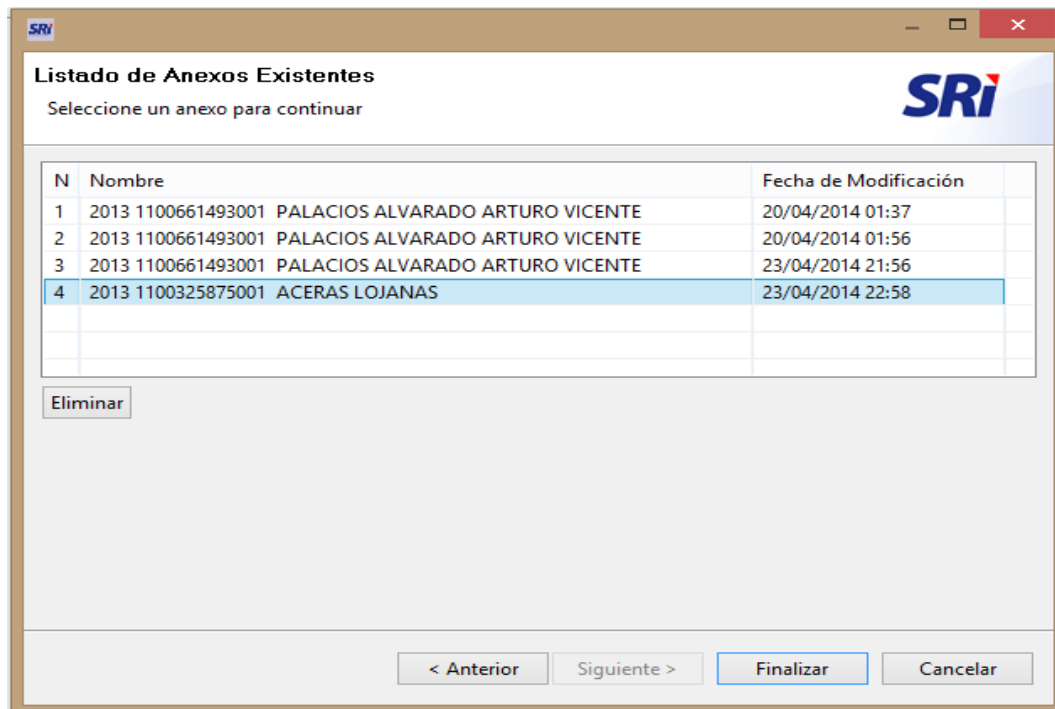 SRi
Listado de Anexos Existentes
Seleccione un anexo para continuar
SRi
N Nombre Fecha de Modificación
1 2013 1100661493001 PALACIOS ALVARADO ARTURO VICENTE 20/04/2014 01:37
2 2013 1100661493001 PALACIOS ALVARADO ARTURO VICENTE 20/04/2014 01:56
3 2013 1100661493001 PALACIOS ALVARADO ARTURO VICENTE 23/04/2014 21:56
4 2013 1100325875001 ACERAS LOJANAS 23/04/2014 22:58
Eliminar
< Anterior Siguiente > Finalizar Cancelar